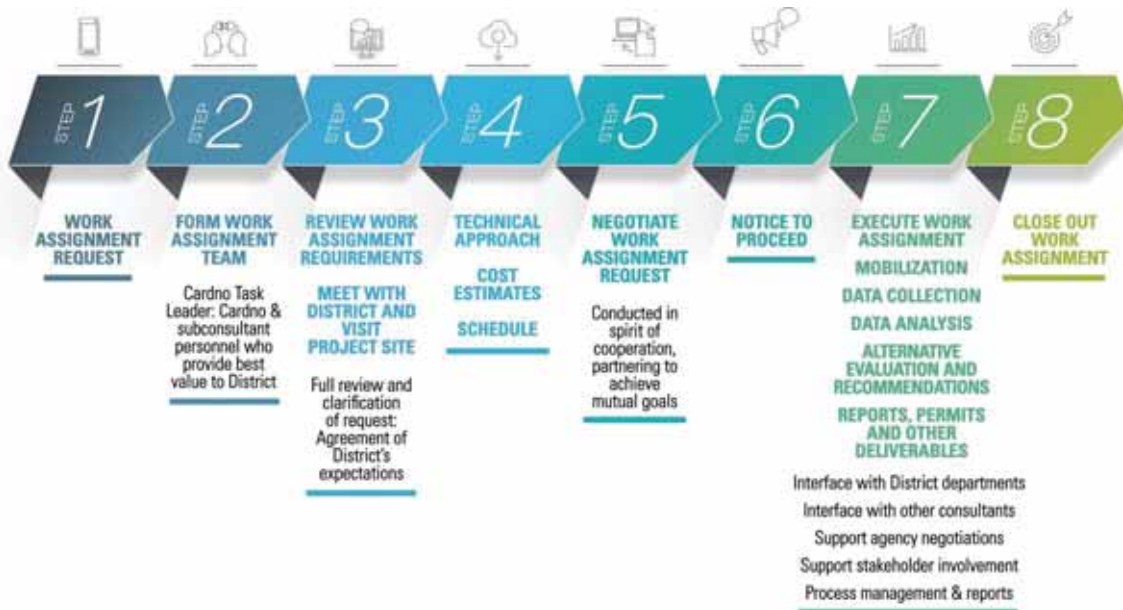 STEP 1
STEP 2
STEP 3
STEP 4
STEP 5
STEP 6
STEP 7
STEP 8
WORK
ASSIGNMENT
REQUEST
FORM WORK
ASSIGNMENT
TEAM
Cardno Task
Leader: Cardno &
subconsultant
personnel who
provide best
value to District
REVIEW WORK
ASSIGNMENT
REQUIREMENTS
MEET WITH
DISTRICT AND
VISIT
PROJECT SITE
Full review and
clarification
of request:
Agreement of
District's
expectations
TECHNICAL
APPROACH
COST
ESTIMATES
SCHEDULE
NEGOTIATE
WORK
ASSIGNMENT
REQUEST
Conducted in
spirit of
cooperation,
partnering to
achieve
mutual goals
NOTICE TO
PROCEED
EXECUTE WORK
ASSIGNMENT
MOBILIZATION
DATA COLLECTION
DATA ANALYSIS
ALTERNATIVE
EVALUATION AND
RECOMMENDATIONS
REPORTS, PERMITS
AND OTHER
DELIVERABLES
Interface with District departments
Interface with other consultants
Support agency negotiations
Support stakeholder involvement
Process management & reports
CLOSE OUT
WORK
ASSIGNMENT